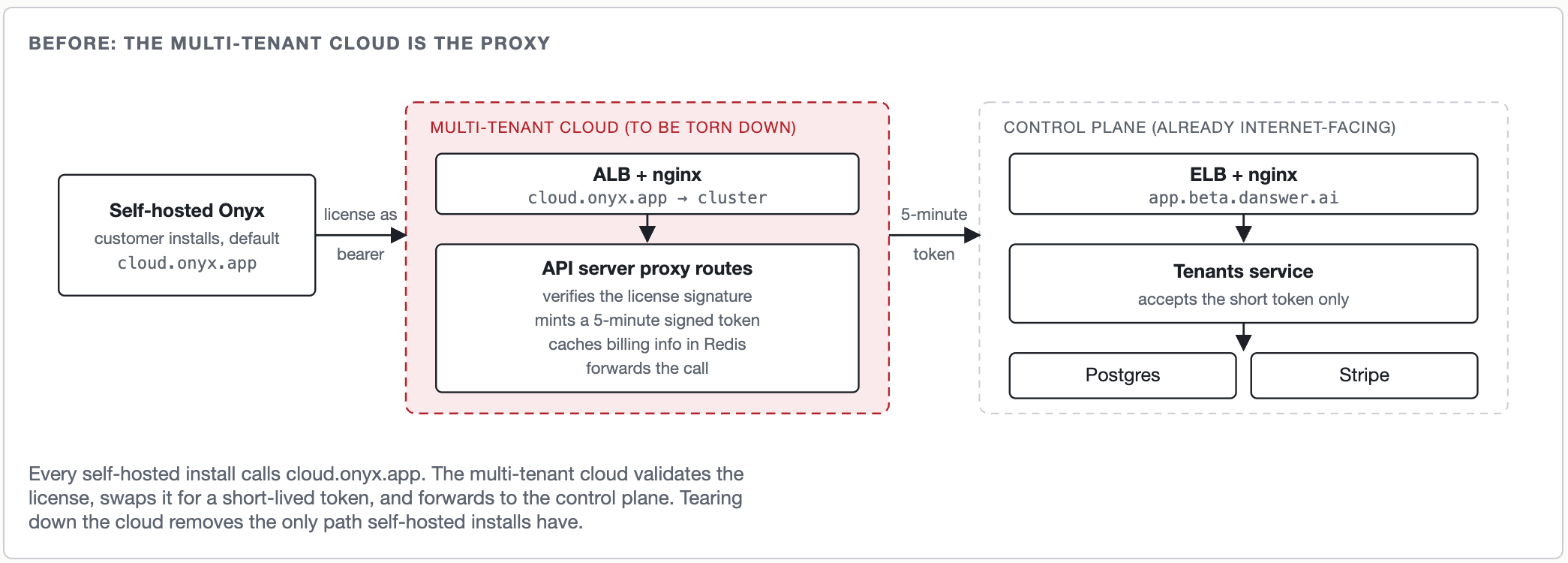 BEFORE: THE MULTI-TENANT CLOUD IS THE PROXY
Self-hosted Onyx
customer installs, default
cloud.onyx.app
license as
bearer
MULTI-TENANT CLOUD (TO BE TORN DOWN)
ALB + nginx
cloud.onyx.app → cluster
API server proxy routes
verifies the license signature
mints a 5-minute signed token
caches billing info in Redis
forwards the call
5-minute
token
CONTROL PLANE (ALREADY INTERNET-FACING)
ELB + nginx
app.beta.danswer.ai
Tenants service
accepts the short token only
Postgres
Stripe
Every self-hosted install calls cloud.onyx.app. The multi-tenant cloud validates the
license, swaps it for a short-lived token, and forwards to the control plane. Tearing
down the cloud removes the only path self-hosted installs have.